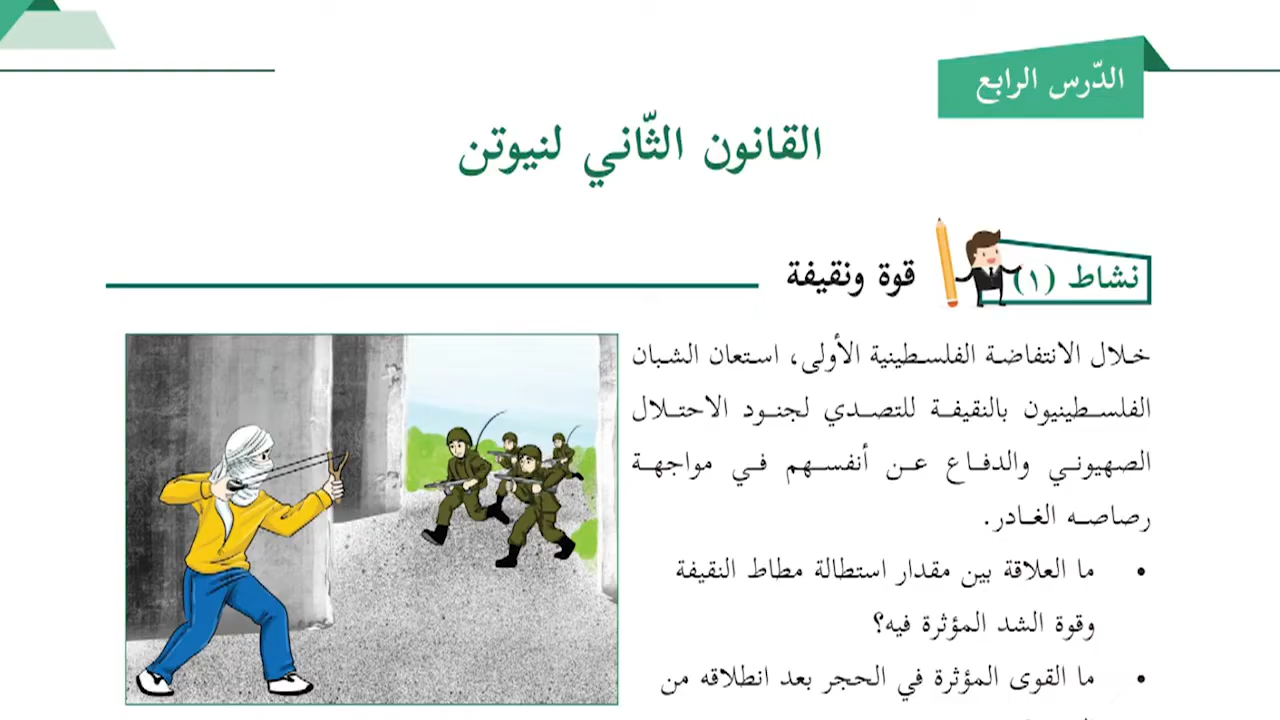 الدّرس الرابع
القانون الثّاني لنيوتن
نشاط (١)
قوة ونقيفة
خلال الانتفاضة الفلسطينية الأولى، استعان الشبان
الفلسطينيون بالنقيفة للتصدي لجنود الاحتلال
الصهيوني والدفاع عن أنفسهم في مواجهة
رصاصه الغادر.
• ما العلاقة بين مقدار استطالة مطاط النقيفة
وقوة الشد المؤثرة فيه؟
• ما القوى المؤثرة في الحجر بعد انطلاقه من